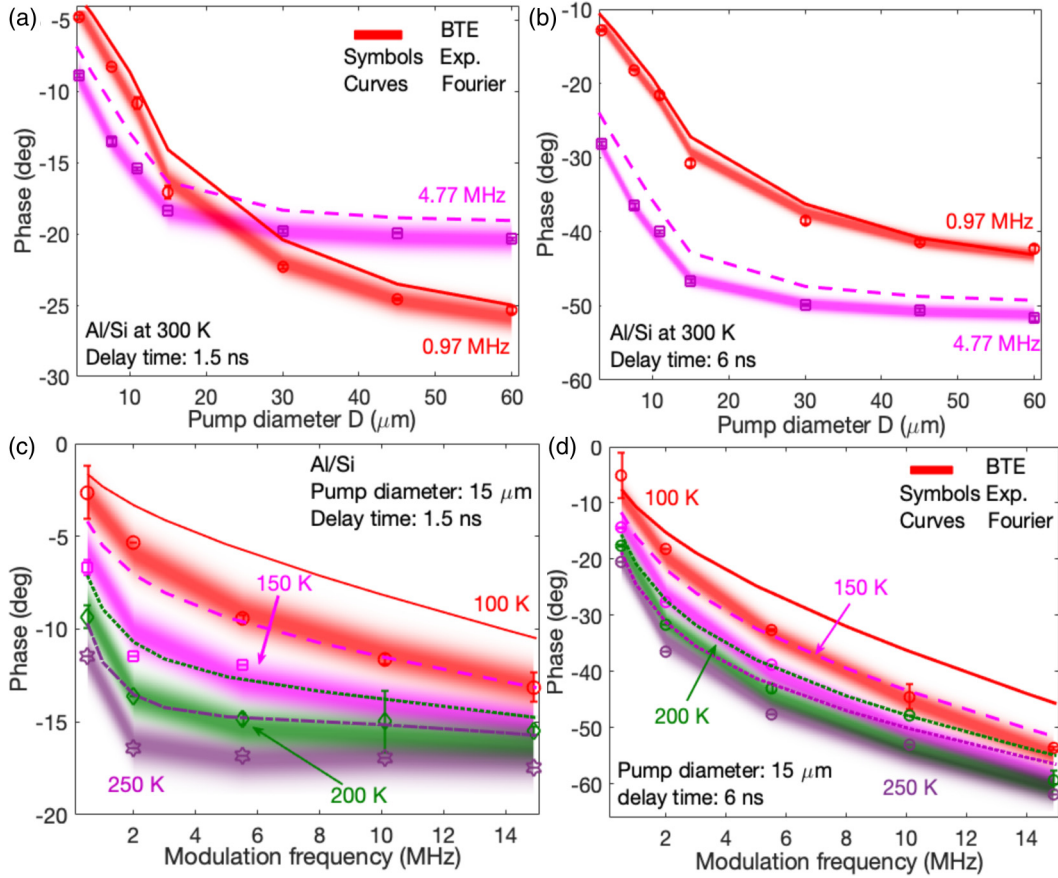 (a)
-5
-10
-15
-20
-25
-30
Phase (deg)
BTE
Symbols Exp.
Curves Fourier
4.77 MHz
0.97 MHz
Al/Si at 300 K
Delay time: 1.5 ns
10 20 30 40 50 60
Pump diameter D (μm)
(b)
-10
-20
-30
-40
-50
-60
Phase (deg)
0.97 MHz
4.77 MHz
Al/Si at 300 K
Delay time: 6 ns
10 20 30 40 50 60
Pump diameter D (μm)
(c)
0
-5
-10
-15
-20
Phase (deg)
Al/Si
Pump diameter: 15 μm
Delay time: 1.5 ns
150 K
100 K
250 K
200 K
2 4 6 8 10 12 14
Modulation frequency (MHz)
(d)
0
-10
-20
-30
-40
-50
-60
Phase (deg)
BTE
Symbols Exp.
Curves Fourier
100 K
150 K
200 K
250 K
Pump diameter: 15 μm
delay time: 6 ns
2 4 6 8 10 12 14
Modulation frequency (MHz)